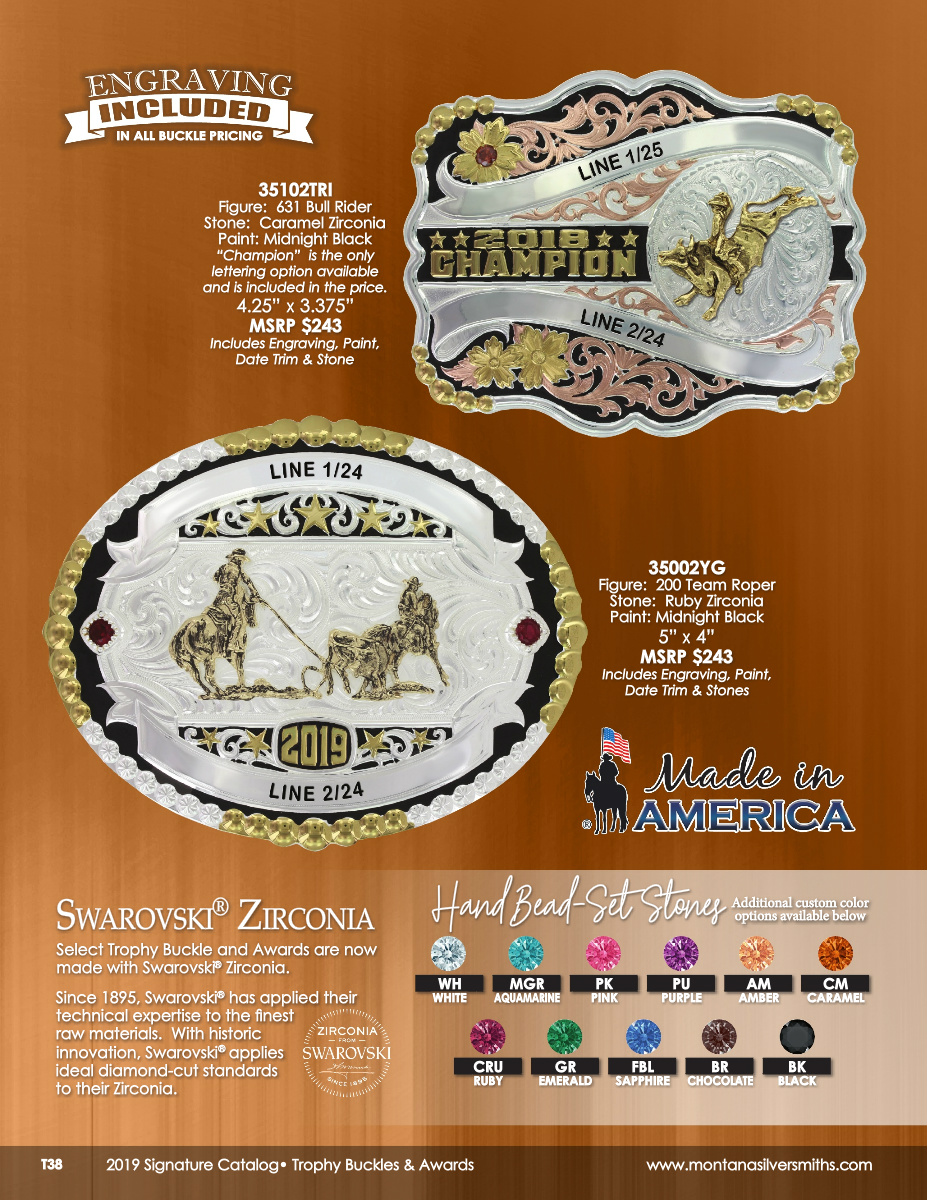 ENGRAVING
INCLUDED
IN ALL BUCKLE PRICING
35102TRI
Figure: 631 Bull Rider
Stone: Caramel Zirconia
Paint: Midnight Black
“Champion” is the only
lettering option available
and is included in the price.
4.25” x 3.375”
MSRP $243
Includes Engraving, Paint,
Date Trim & Stone
LINE 1/25
2018
CHAMPION
LINE 2/24
LINE 1/24
2019
LINE 2/24
35002YG
Figure: 200 Team Roper
Stone: Ruby Zirconia
Paint: Midnight Black
5” x 4”
MSRP $243
Includes Engraving, Paint,
Date Trim & Stones
Made in
AMERICA
®
SWAROVSKI® ZIRCONIA
Select Trophy Buckle and Awards are now
made with Swarovski® Zirconia.
Since 1895, Swarovski® has applied their
technical expertise to the finest
raw materials. With historic
innovation, Swarovski® applies
ideal diamond-cut standards
to their Zirconia.
ZIRCONIA
FROM
SWAROVSKI
SINCE 1895
Hand Bead-Set Stones
Additional custom color
options available below
WH MGR PK PU AM CM
WHITE AQUAMARINE PINK PURPLE AMBER CARAMEL
CRU GR FBL BR BK
RUBY EMERALD SAPPHIRE CHOCOLATE BLACK
T38 2019 Signature Catalog• Trophy Buckles & Awards www.montanasilversmiths.com